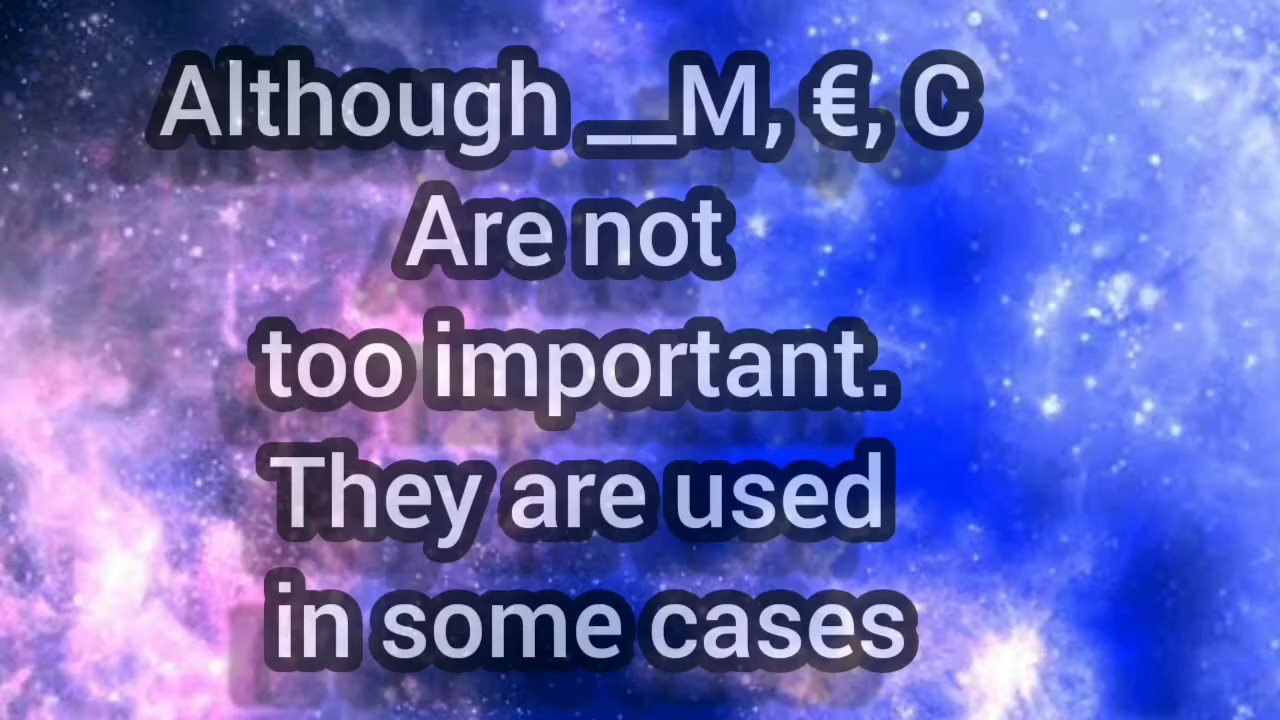 Although __M, €, C
Are not
too important.
They are used
in some cases